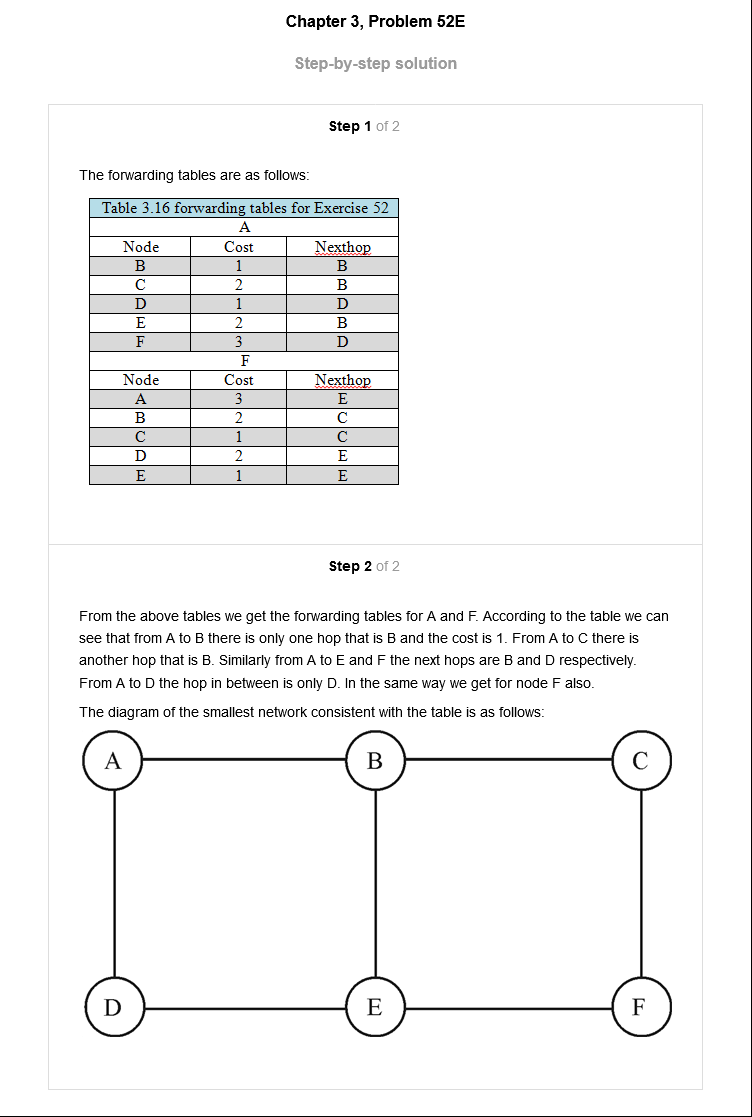 Chapter 3, Problem 52E
Step-by-step solution
Step 1 of 2
The forwarding tables are as follows:
Table 3.16 forwarding tables for Exercise 52
A
Node Cost Nexthop
B 1 B
C 2 B
D 1 D
E 2 B
F 3 D
F
Node Cost Nexthop
A 3 E
B 2 C
C 1 C
D 2 E
E 1 E
Step 2 of 2
From the above tables we get the forwarding tables for A and F. According to the table we can
see that from A to B there is only one hop that is B and the cost is 1. From A to C there is
another hop that is B. Similarly from A to E and F the next hops are B and D respectively.
From A to D the hop in between is only D. In the same way we get for node F also.
The diagram of the smallest network consistent with the table is as follows:
A B C
D E F